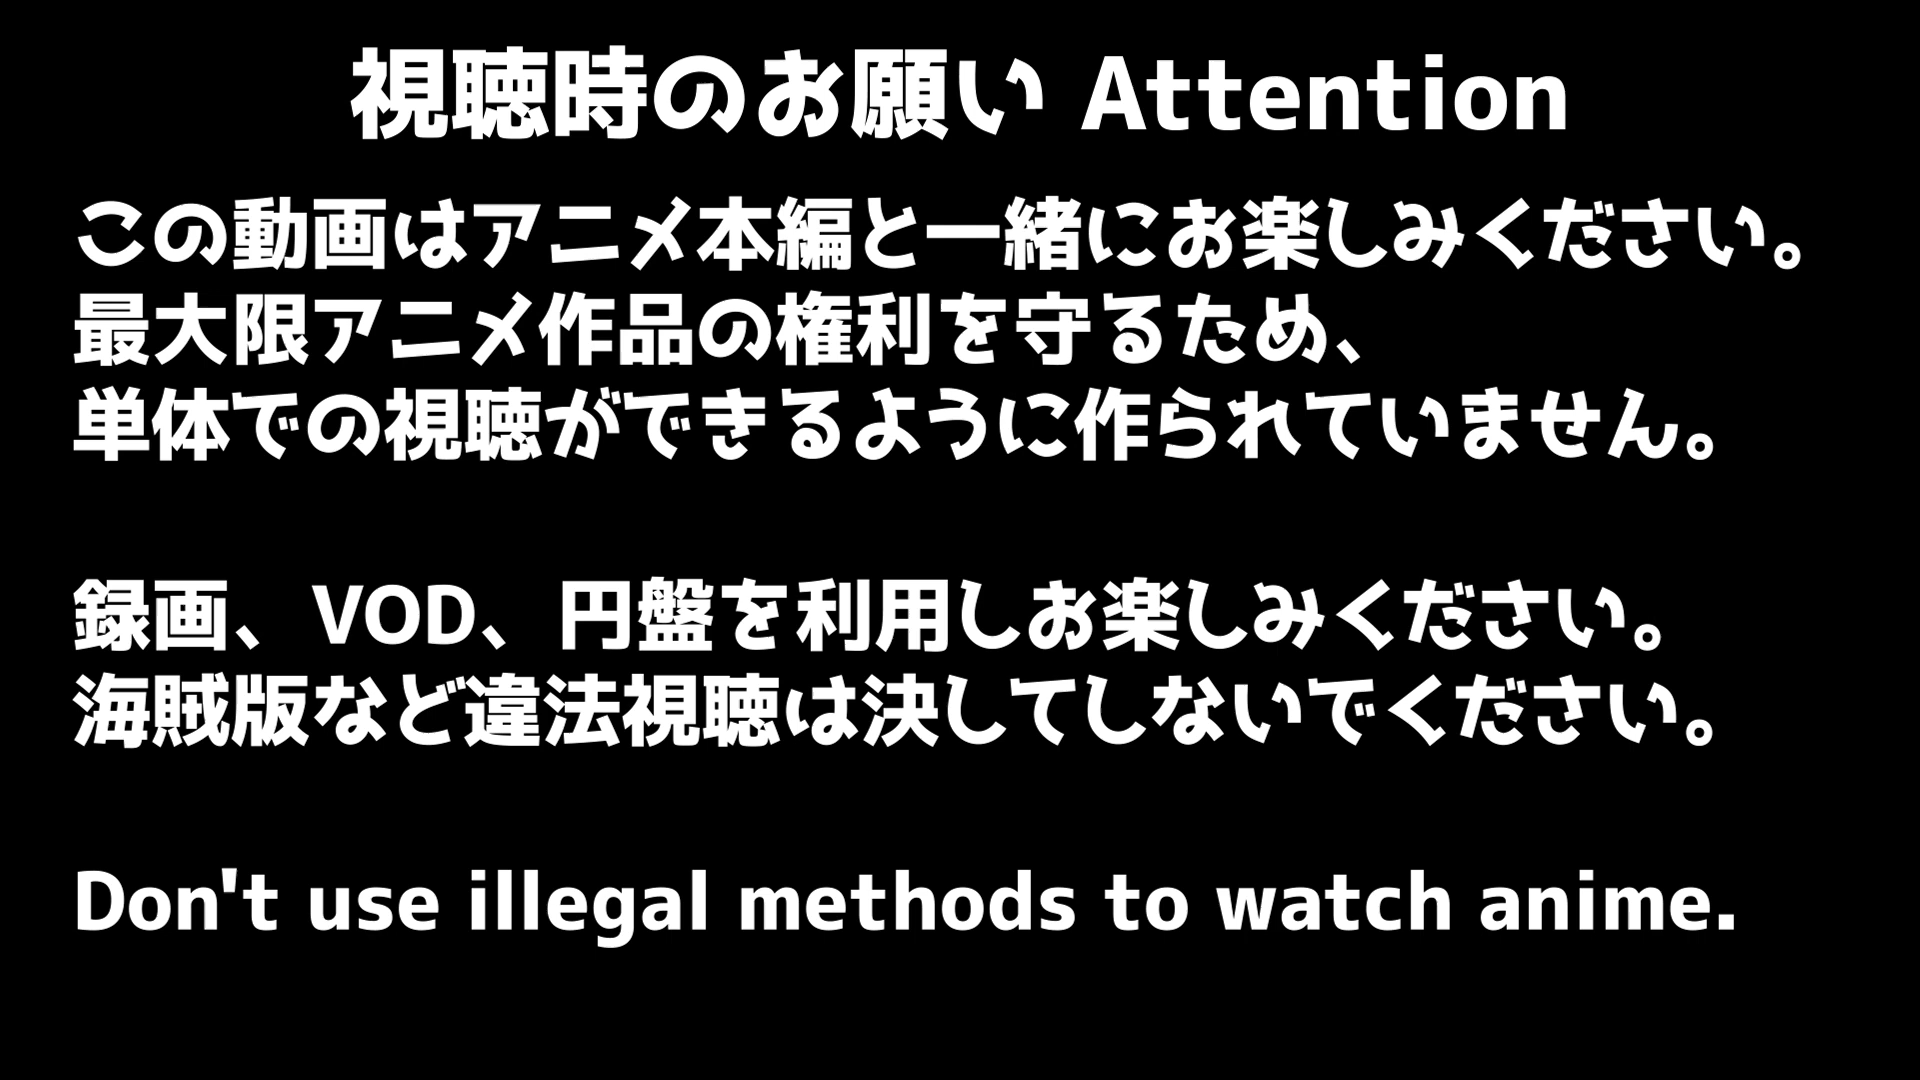 視聴時のお願い Attention
この動画はアニメ本編と一緒にお楽しみください。
最大限アニメ作品の権利を守るため、
単体での視聴ができるように作られていません。
録画、VOD、円盤を利用しお楽しみください。
海賊版など違法視聴は決してしないでください。
Don't use illegal methods to watch anime.